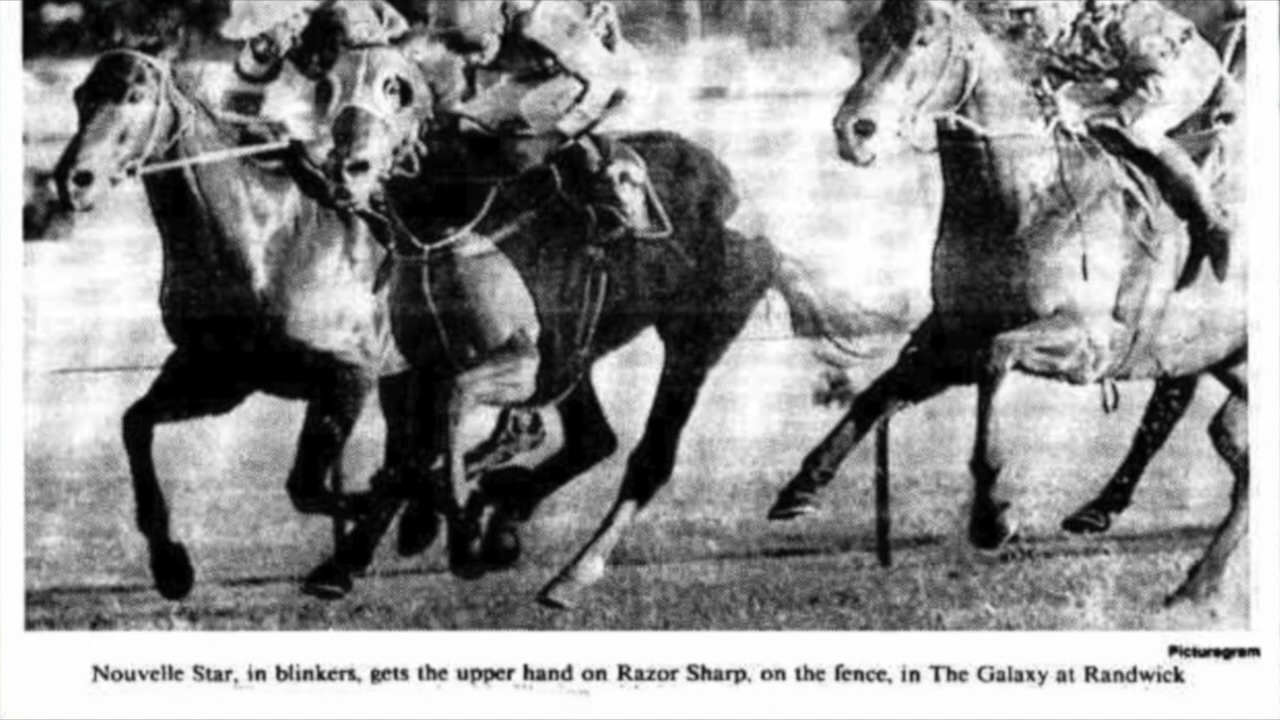 Picturegram
Nouvelle Star, in blinkers, gets the upper hand on Razor Sharp, on the fence, in The Galaxy at Randwick